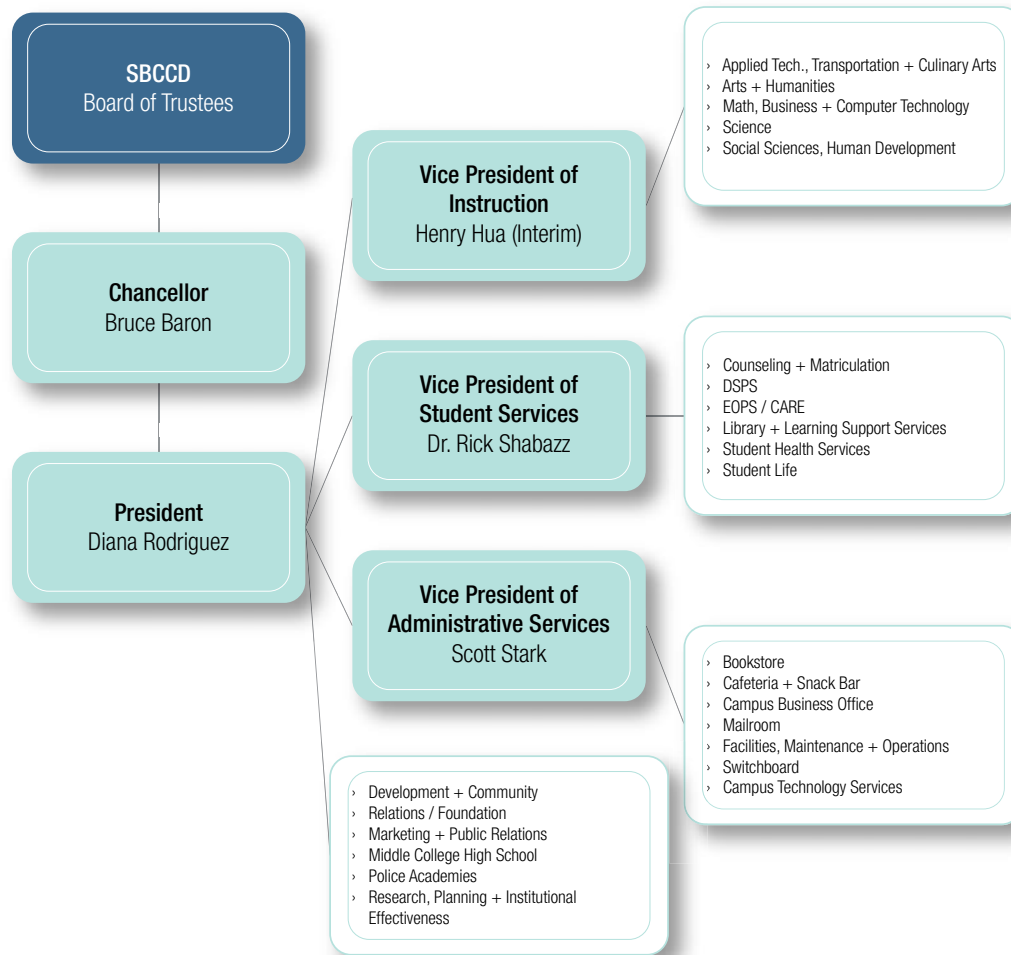 SBCCD
Board of Trustees
Chancellor
Bruce Baron
President
Diana Rodriguez
Vice President of
Instruction
Henry Hua (Interim)
Vice President of
Student Services
Dr. Rick Shabazz
Vice President of
Administrative Services
Scott Stark
› Development + Community
› Relations / Foundation
› Marketing + Public Relations
› Middle College High School
› Police Academies
› Research, Planning + Institutional
Effectiveness
› Applied Tech., Transportation + Culinary Arts
› Arts + Humanities
› Math, Business + Computer Technology
› Science
› Social Sciences, Human Development
› Counseling + Matriculation
› DSPS
› EOPS / CARE
› Library + Learning Support Services
› Student Health Services
› Student Life
› Bookstore
› Cafeteria + Snack Bar
› Campus Business Office
› Mailroom
› Facilities, Maintenance + Operations
› Switchboard
› Campus Technology Services